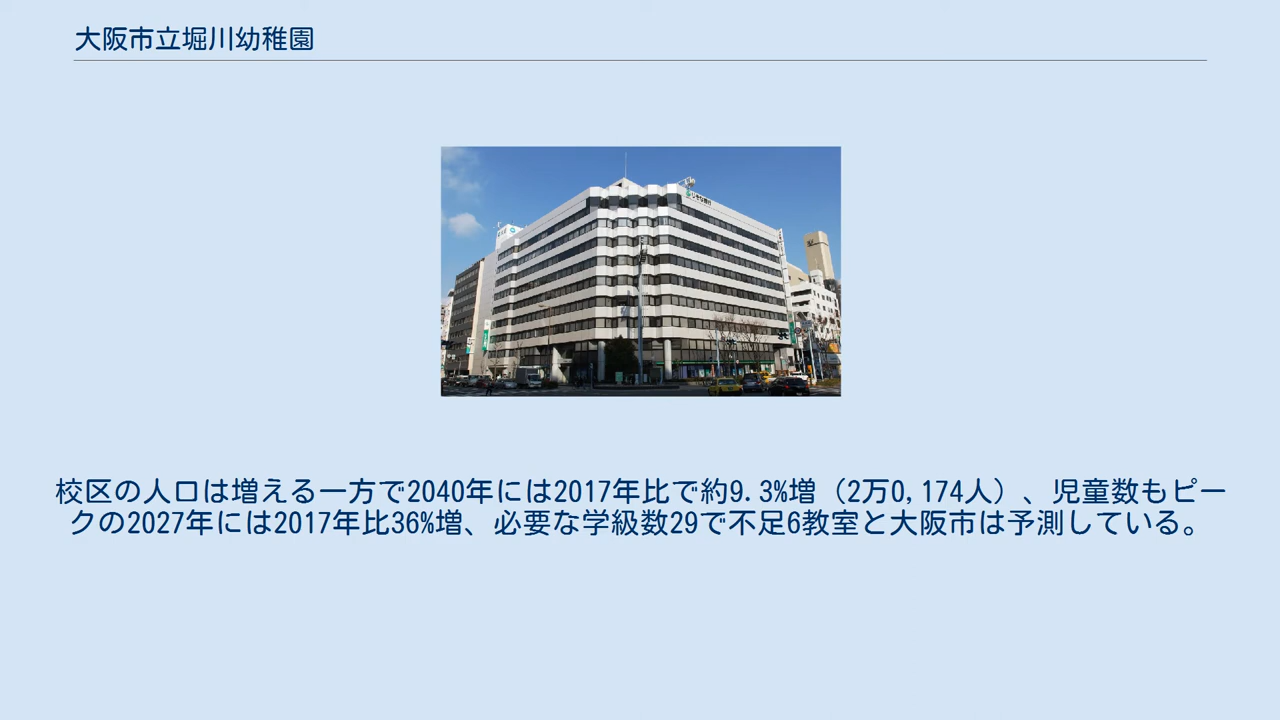 大阪市立堀川幼稚園
りそな銀行
校区の人口は増える一方で2040年には2017年比で約9.3%増（2万0,174人）、児童数もピー
クの2027年には2017年比36%増、必要な学級数29で不足6教室と大阪市は予測している。